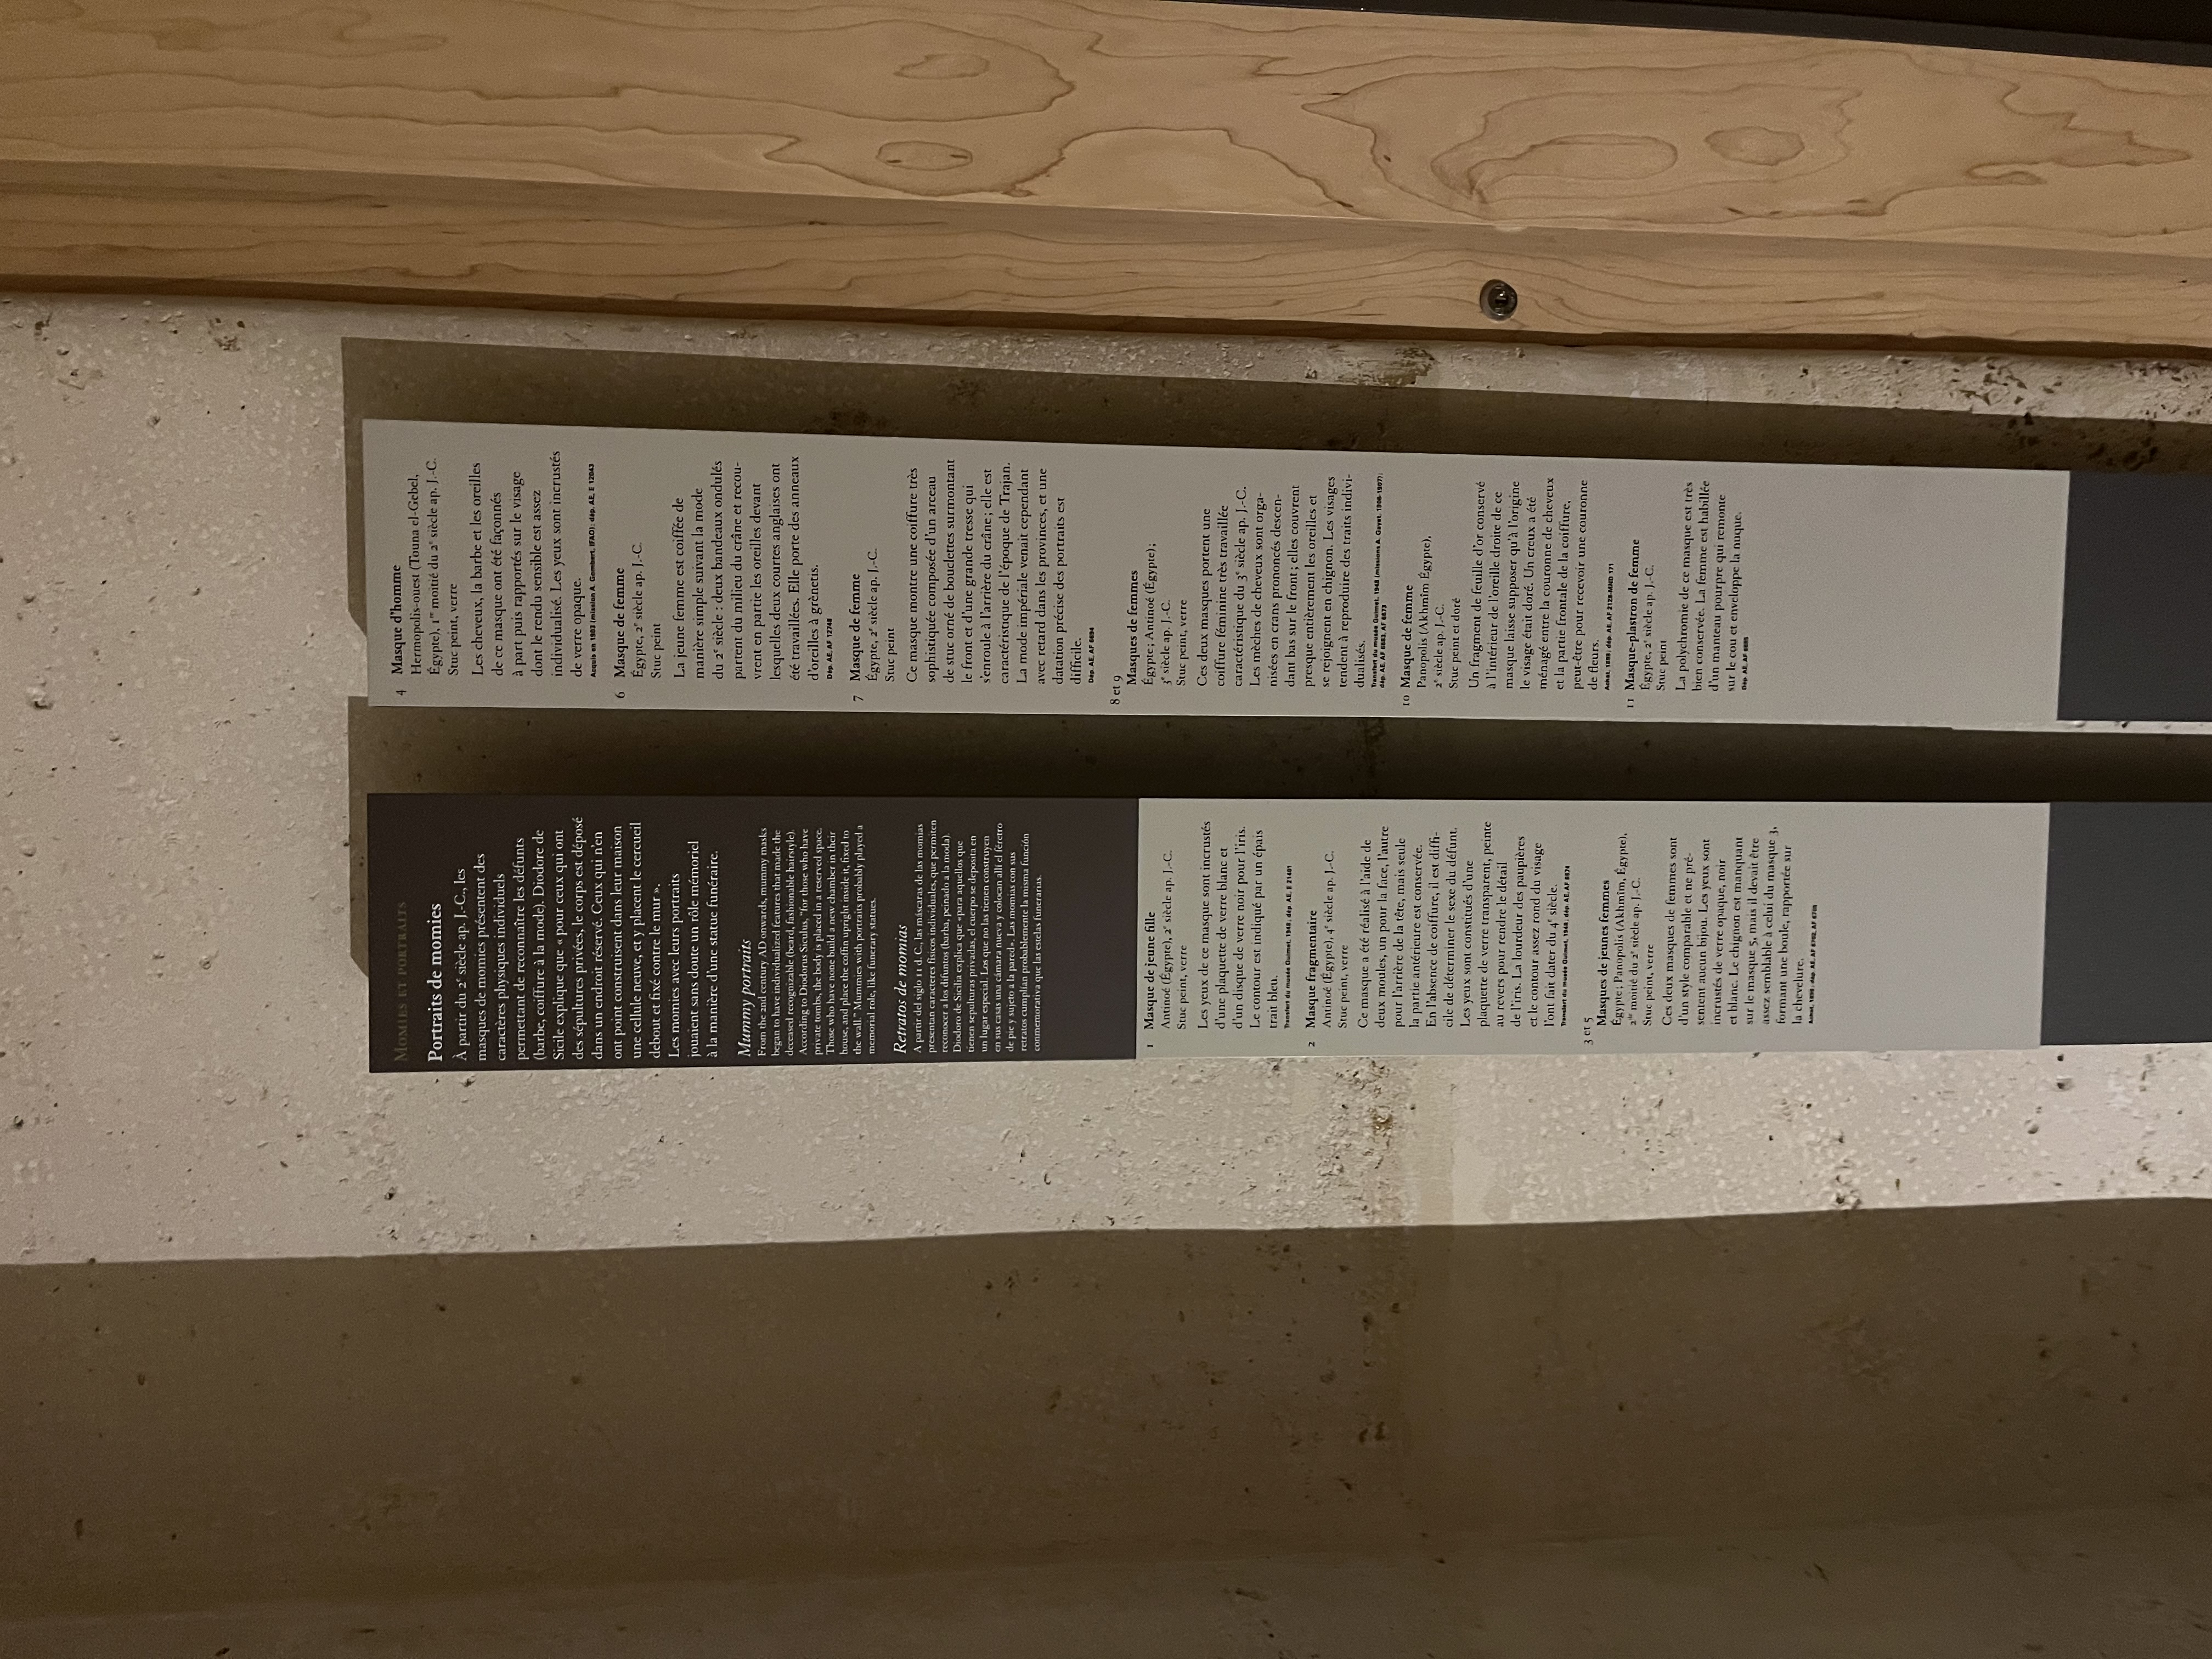 Momies et portraits
Portraits de momies
À partir du 2e siècle ap. J.-C., les
masques de momies présentent des
caractères physiques individuels
permettant de reconnaître les défunts
(barbe, coiffure à la mode). Diodore de
Sicile explique que « pour ceux qui ont
des sépultures privées, le corps est déposé
dans un endroit réservé. Ceux qui n'en
ont point construisent dans leur maison
une cellule neuve, et y placent le cercueil
debout et fixé contre le mur ».
Les momies avec leurs portraits
jouaient sans doute un rôle mémoriel
à la manière d'une statue funéraire.
Mummy portraits
From the 2nd century AD onwards, mummy masks
began to have individualized features that made the
deceased recognizable (beard, fashionable hairstyle).
According to Diodorus Siculus, "for those who have
private tombs, the body is placed in a reserved space.
Those who have none build a new chamber in their
house, and place the coffin upright inside it, fixed to
the wall." Mummies with portraits probably played a
memorial role, like funerary statues.
Retratos de momias
A partir del siglo II d. C., las máscaras de las momias
presentan caracteres físicos individuales, que permiten
reconocer a los difuntos (barba, peinado a la moda).
Diodoro de Sicilia explica que «para aquellos que
tienen sepulturas privadas, el cuerpo se deposita en
un lugar especial. Los que no las tienen construyen
en sus casas una cámara nueva y colocan allí el féretro
de pie y sujeto a la pared». Las momias con sus
retratos cumplían probablemente la misma función
conmemorativa que las estelas funerarias.
1 Masque de jeune fille
Antinoé (Égypte), 2e siècle ap. J.-C.
Stuc peint, verre
Les yeux de ce masque sont incrustés
d'une plaquette de verre blanc et
d'un disque de verre noir pour l'iris.
Le contour est indiqué par un épais
trait bleu.
Transfert du musée Guimet, 1948 ; dép. AE, E 21401
2 Masque fragmentaire
Antinoé (Égypte), 4e siècle ap. J.-C.
Stuc peint, verre
Ce masque a été réalisé à l'aide de
deux moules, un pour la face, l'autre
pour l'arrière de la tête, mais seule
la partie antérieure est conservée.
En l'absence de coiffure, il est diffi-
cile de déterminer le sexe du défunt.
Les yeux sont constitués d'une
plaquette de verre transparent, peinte
au revers pour rendre le détail
de l'iris. La lourdeur des paupières
et le contour assez rond du visage
l'ont fait dater du 4e siècle.
Transfert du musée Guimet, 1948 ; dép. AE, AF
3 et 5
Masques de jeunes femmes
Égypte ; Panopolis (Akhmîm, Égypte),
2de moitié du 2e siècle ap. J.-C.
Stuc peint, verre
Ces deux masques de femmes sont
d'un style comparable et ne pré-
sentent aucun bijou. Les yeux sont
incrustés de verre opaque, noir
et blanc. Le chignon est manquant
sur le masque 5, mais il devait être
assez semblable à celui du masque 3,
formant une boule, rapportée sur
la chevelure.
Achat, dép. AE, AF AF
4 Masque d'homme
Hermopolis-ouest (Touna el-Gebel,
Égypte), 1re moitié du 2e siècle ap. J.-C.
Stuc peint, verre
Les cheveux, la barbe et les oreilles
de ce masque ont été façonnés
à part puis rapportés sur le visage
dont le rendu sensible est assez
individualisé. Les yeux sont incrustés
de verre opaque.
Acquis en 1903 (mission A. Gombert, IFAO) ; dép. AE, E 12043
6 Masque de femme
Égypte, 2e siècle ap. J.-C.
Stuc peint
La jeune femme est coiffée de
manière simple suivant la mode
du 2e siècle : deux bandeaux ondulés
partent du milieu du crâne et recou-
vrent en partie les oreilles devant
lesquelles deux courtes anglaises ont
été travaillées. Elle porte des anneaux
d'oreilles à grènetis.
Dép. AE, AF 12748
7 Masque de femme
Égypte, 2e siècle ap. J.-C.
Stuc peint
Ce masque montre une coiffure très
sophistiquée composée d'un arceau
de stuc orné de bouclettes surmontant
le front et d'une grande tresse qui
s'enroule à l'arrière du crâne ; elle est
caractéristique de l'époque de Trajan.
La mode impériale venait cependant
avec retard dans les provinces, et une
datation précise des portraits est
difficile.
Dép. AE, AF 6694
8 et 9
Masques de femmes
Égypte ; Antinoé (Égypte) ;
3e siècle ap. J.-C.
Stuc peint, verre
Ces deux masques portent une
coiffure féminine très travaillée
caractéristique du 3e siècle ap. J.-C.
Les mèches de cheveux sont orga-
nisées en crans prononcés descen-
dant bas sur le front ; elles couvrent
presque entièrement les oreilles et
se rejoignent en chignon. Les visages
tendent à reproduire des traits indivi-
dualisés.
Transfert du musée Guimet, 1948 (missions A. Gayet, 1906-1907) ;
dép. AE, AF AF
10 Masque de femme
Panopolis (Akhmîm Égypte),
2e siècle ap. J.-C.
Stuc peint et doré
Un fragment de feuille d'or conservé
à l'intérieur de l'oreille droite de ce
masque laisse supposer qu'à l'origine
le visage était doré. Un creux a été
ménagé entre la couronne de cheveux
et la partie frontale de la coiffure,
peut-être pour recevoir une couronne
de fleurs.
Achat, dép. AE, AF 2128-MND 171
11 Masque-plastron de femme
Égypte, 2e siècle ap. J.-C.
Stuc peint
La polychromie de ce masque est très
bien conservée. La femme est habillée
d'un manteau pourpre qui remonte
sur le cou et enveloppe la nuque.
Dép. AE, AF